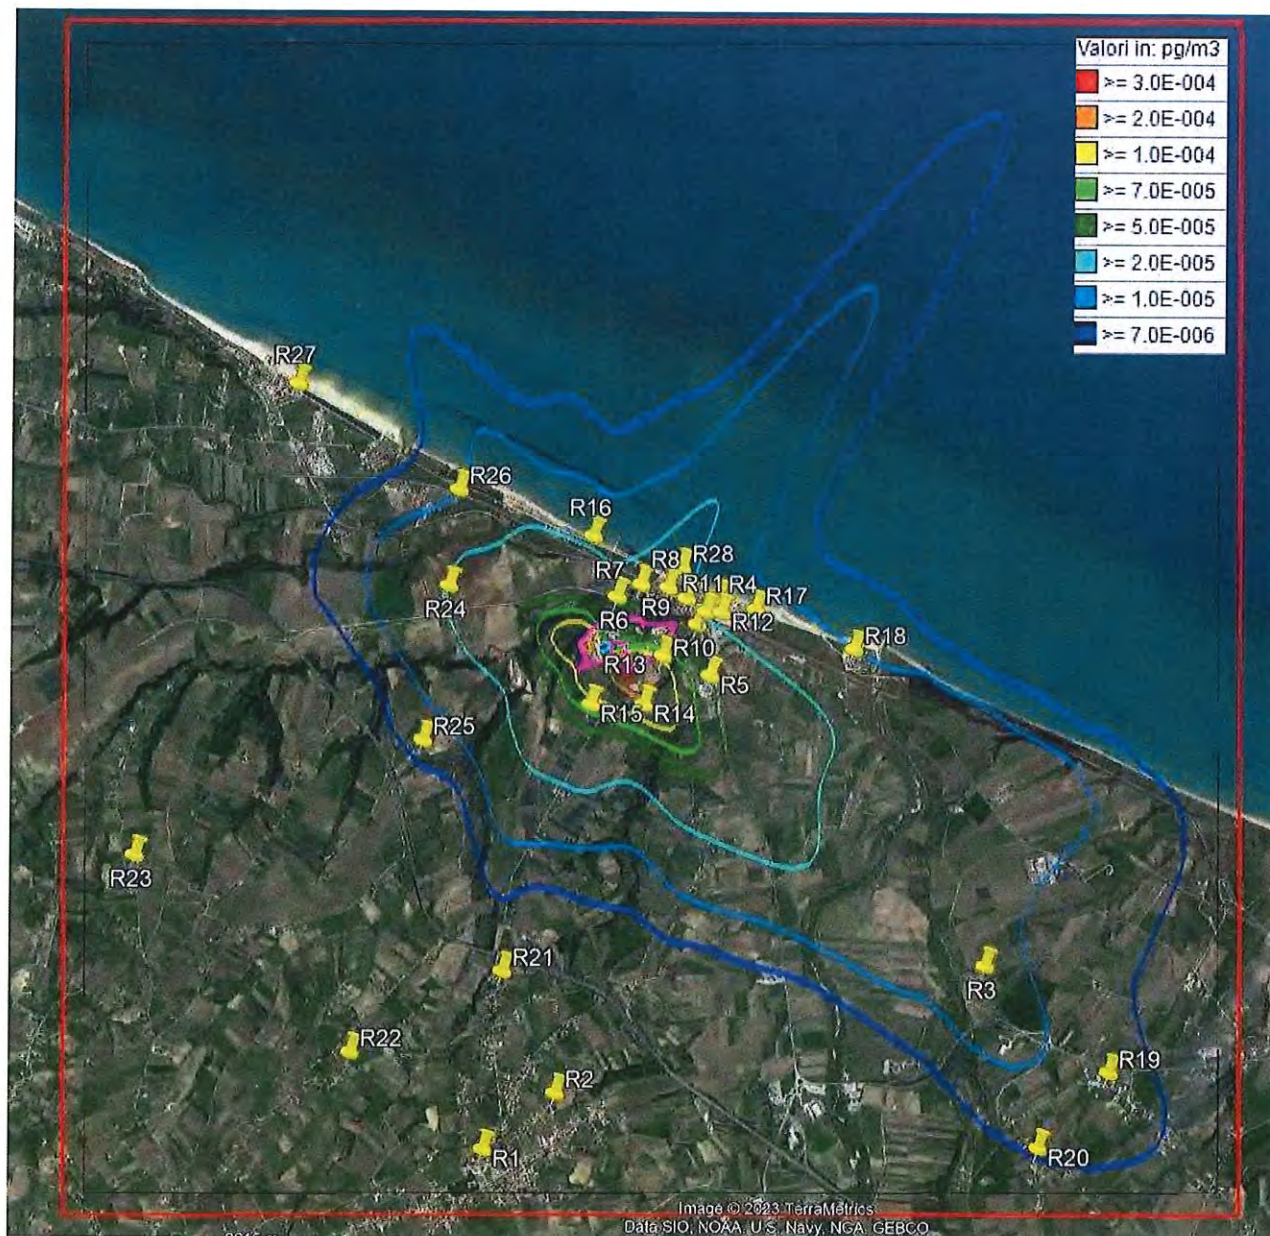 Valori in: pg/m3
>= 3.0E-004
>= 2.0E-004
>= 1.0E-004
>= 7.0E-005
>= 5.0E-005
>= 2.0E-005
>= 1.0E-005
>= 7.0E-006
R27
R26
R16
R28
R8
R7
R11
R4
R17
R24
R9
R6
R12
R18
R10
R13
R5
R15
R14
R25
R23
R21
R3
R22
R19
R2
R1
R20
Image © 2023 TerraMetrics
Data SIO, NOAA, U.S. Navy, NGA, GEBCO